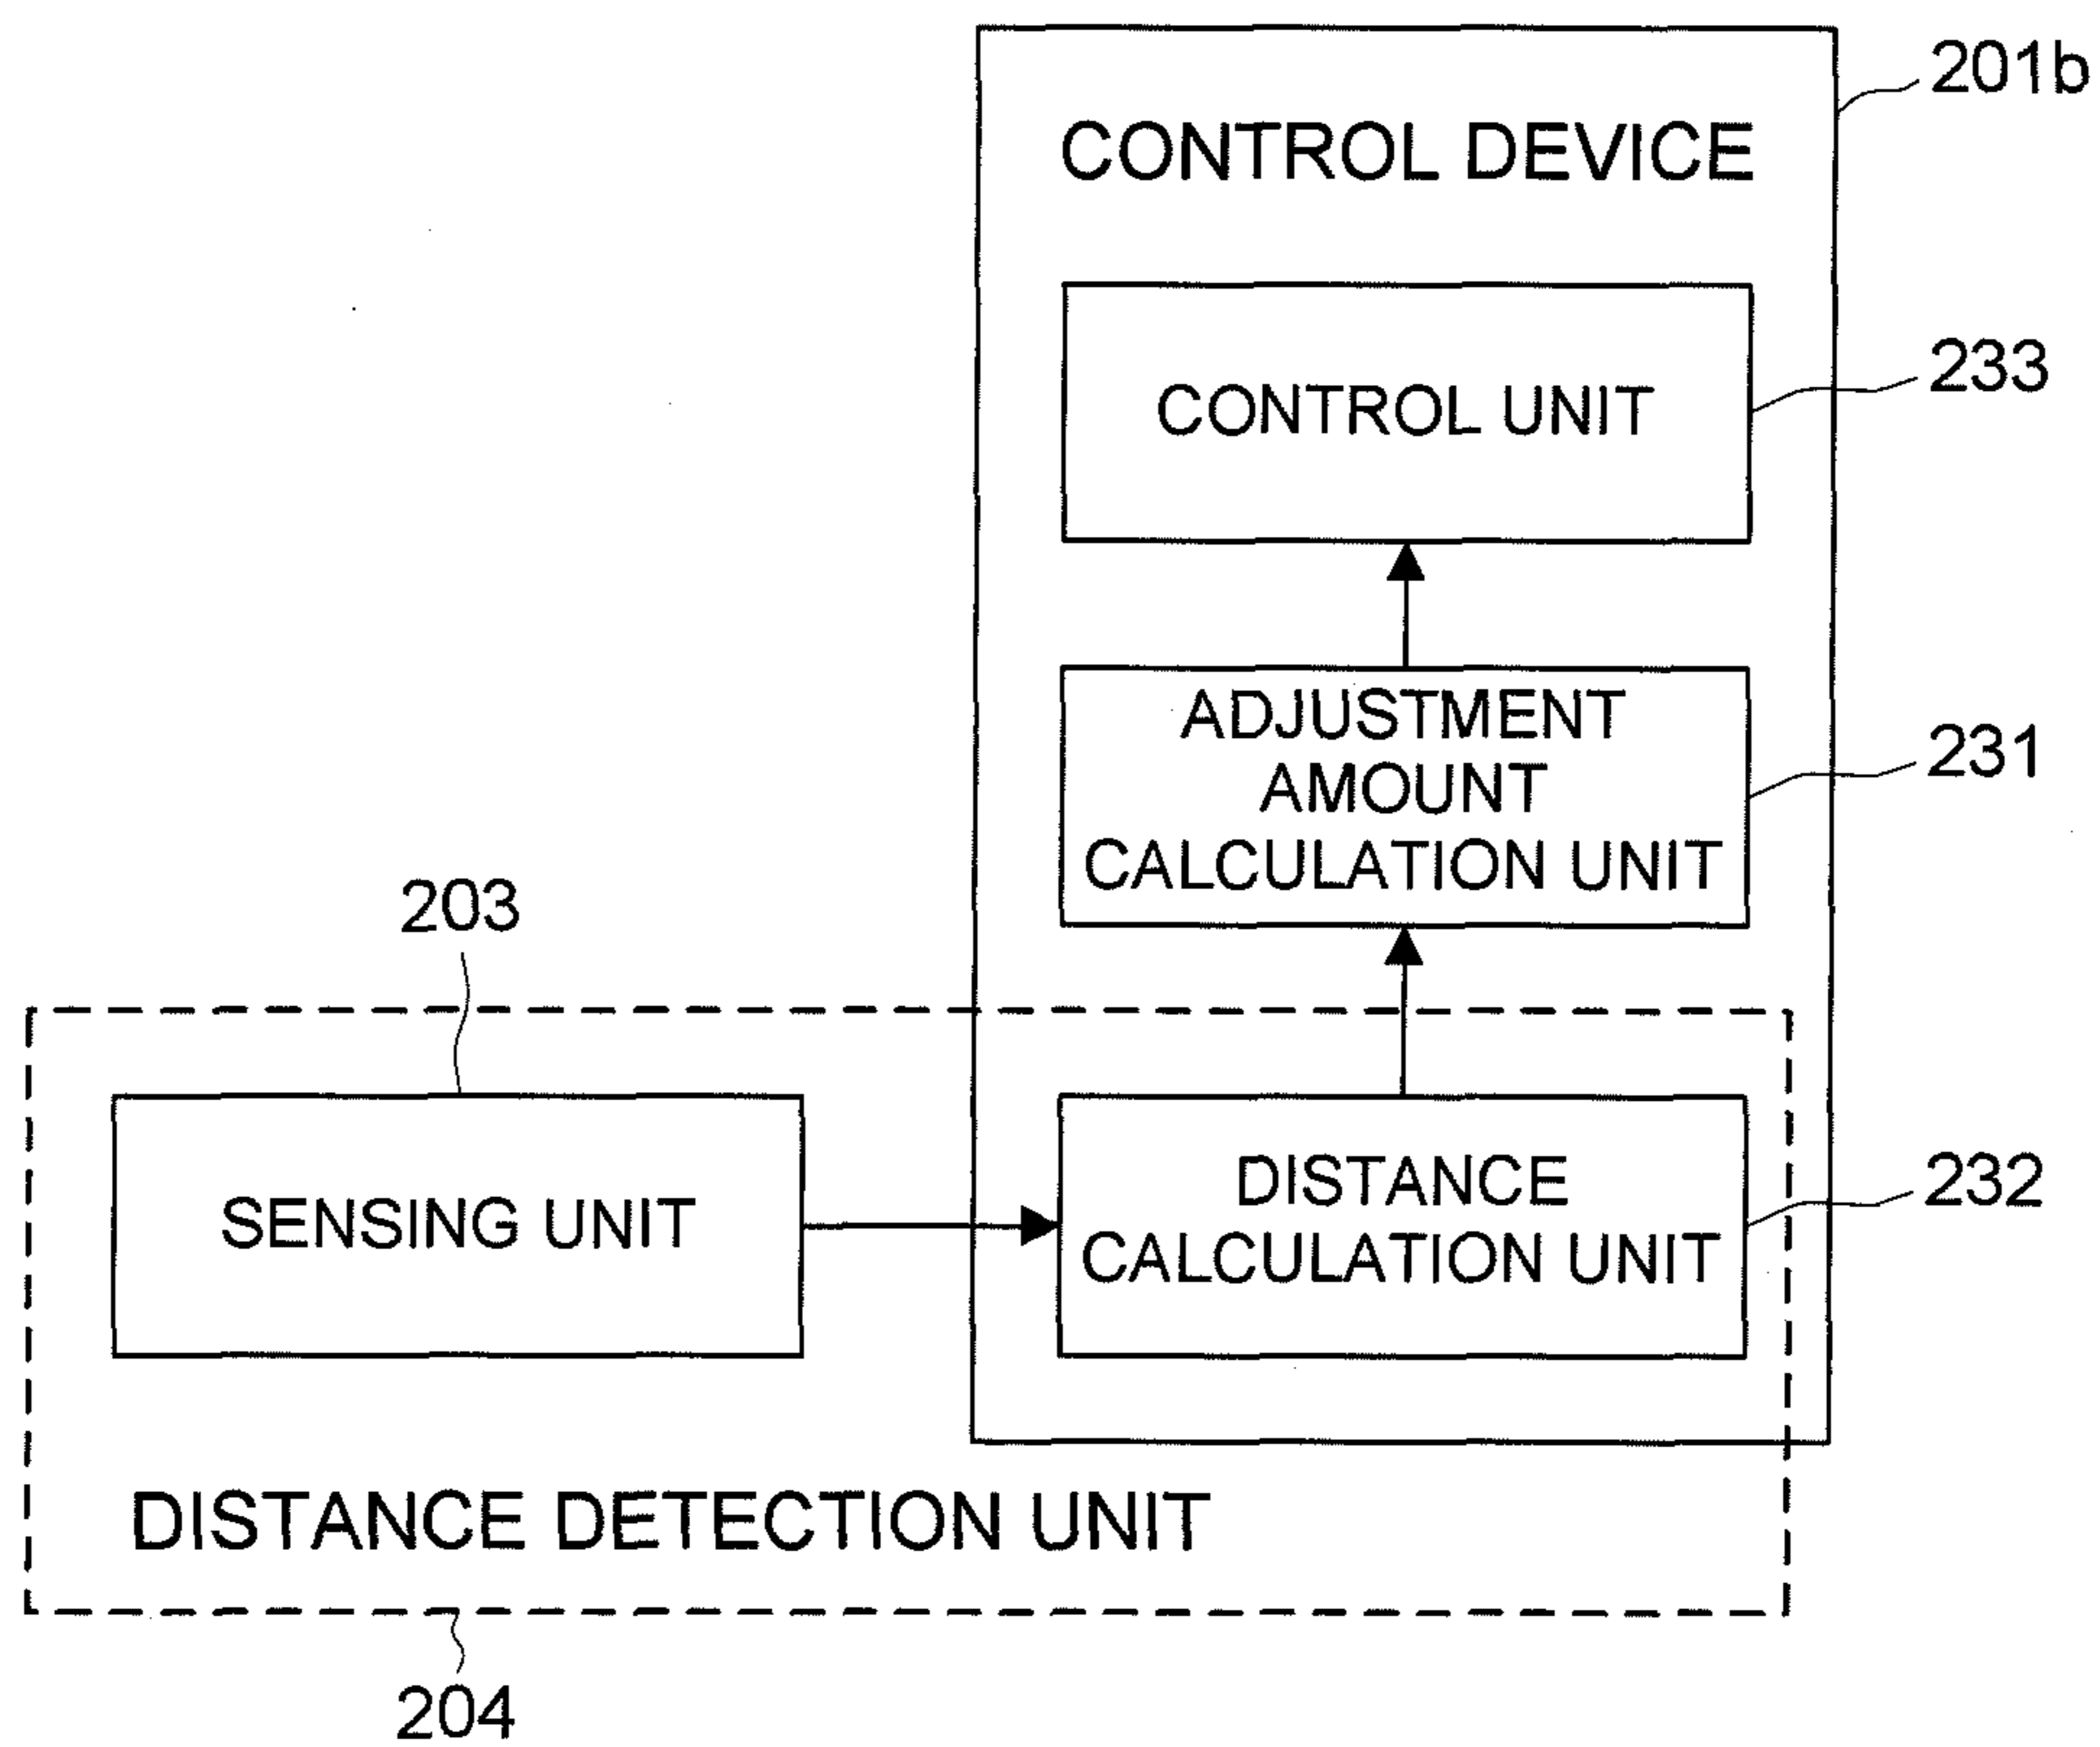 201b
CONTROL DEVICE
233
CONTROL UNIT
231
ADJUSTMENT
AMOUNT
CALCULATION UNIT
203
232
SENSING UNIT
DISTANCE
CALCULATION UNIT
DISTANCE DETECTION UNIT
204